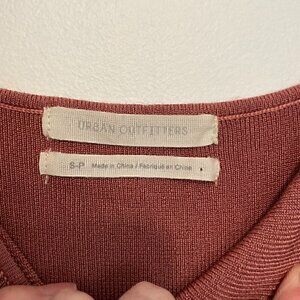 URBAN OUTFITTERS
S-P Made in China / Fabriqué en Chine